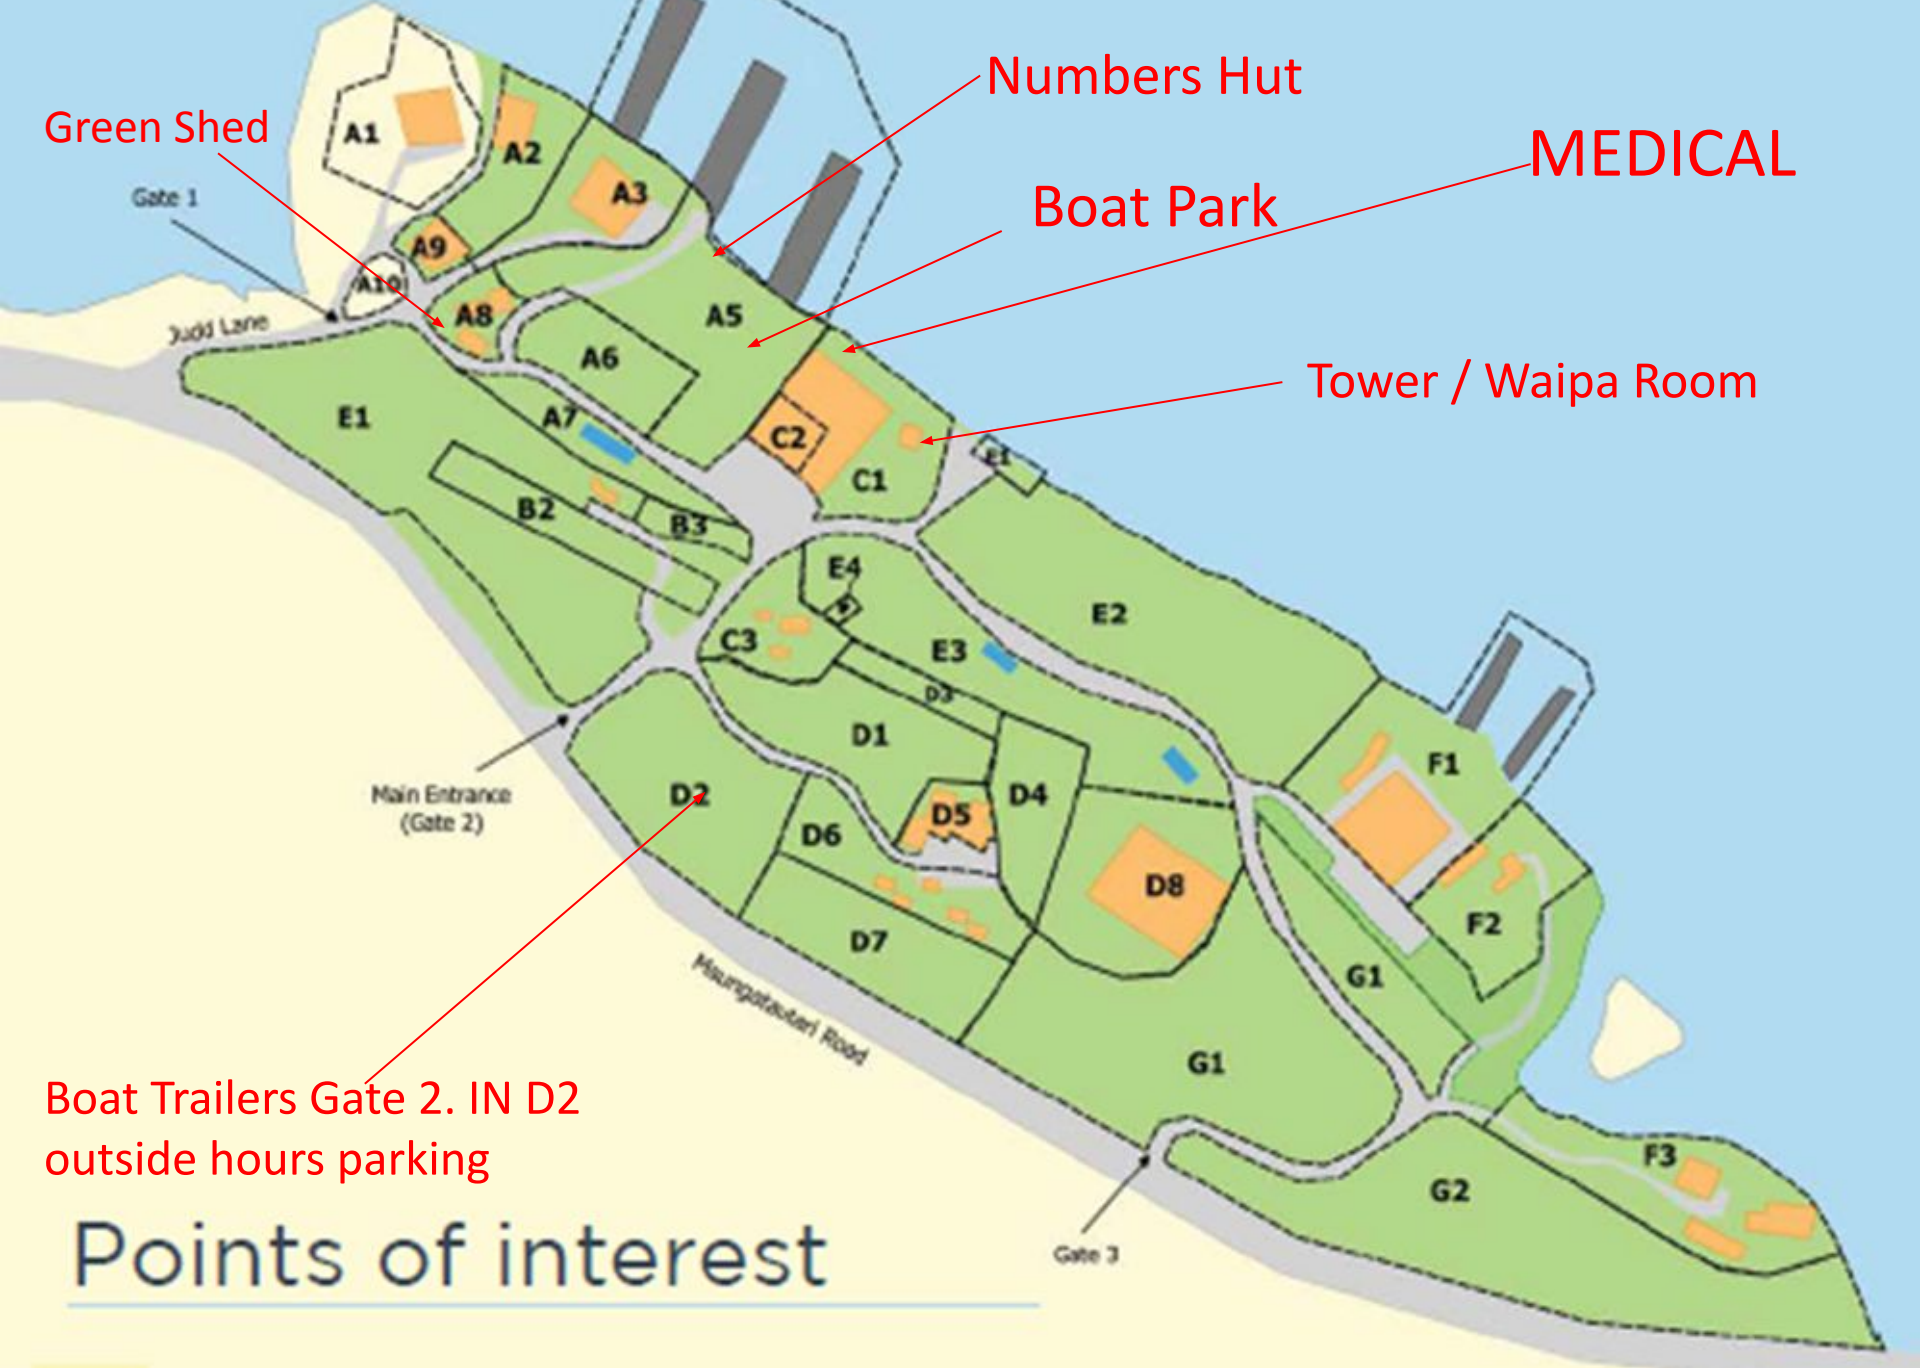 Numbers Hut
Green Shed
MEDICAL
A1
A2
Gate 1
A3
Boat Park
A9
A10
A8
A5
Judd Lane
A6
Tower / Waipa Room
E1
A7
C2
E1
C1
B2
B3
E4
E2
C3
E3
D3
D1
F1
Main Entrance
(Gate 2)
D2
D4
D5
D6
D8
F2
D7
G1
Maungatautari Road
G1
Boat Trailers Gate 2. IN D2
outside hours parking
F3
G2
Points of interest
Gate 3